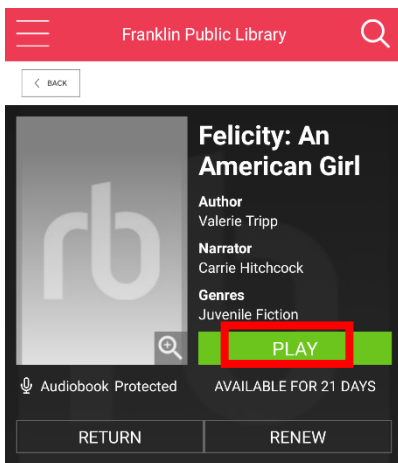 Franklin Public Library
< BACK
rb
Felicity: An
American Girl
Author
Valerie Tripp
Narrator
Carrie Hitchcock
Genres
Juvenile Fiction
PLAY
Audiobook Protected
AVAILABLE FOR 21 DAYS
RETURN
RENEW